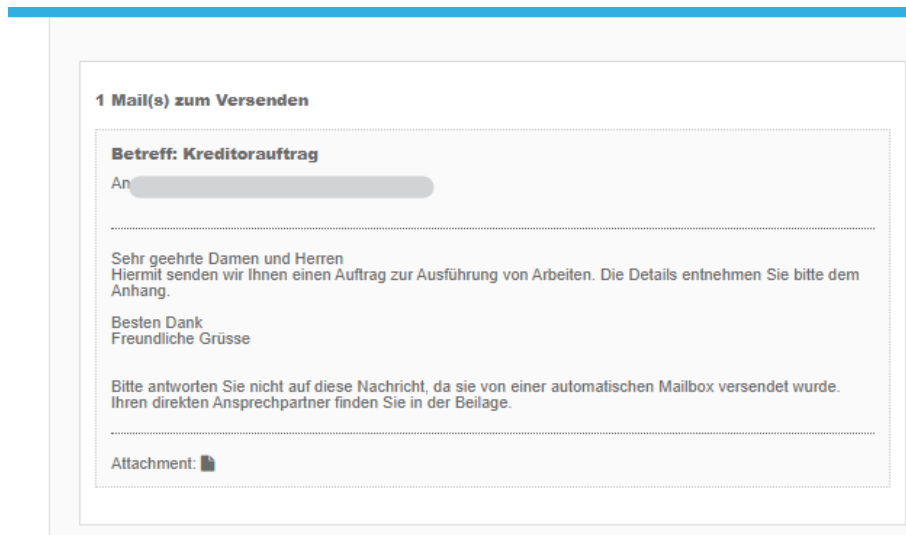 1 Mail(s) zum Versenden
Betreff: Kreditorauftrag
An
Sehr geehrte Damen und Herren
Hiermit senden wir Ihnen einen Auftrag zur Ausführung von Arbeiten. Die Details entnehmen Sie bitte dem
Anhang.
Besten Dank
Freundliche Grüsse
Bitte antworten Sie nicht auf diese Nachricht, da sie von einer automatischen Mailbox versendet wurde.
Ihren direkten Ansprechpartner finden Sie in der Beilage.
Attachment: